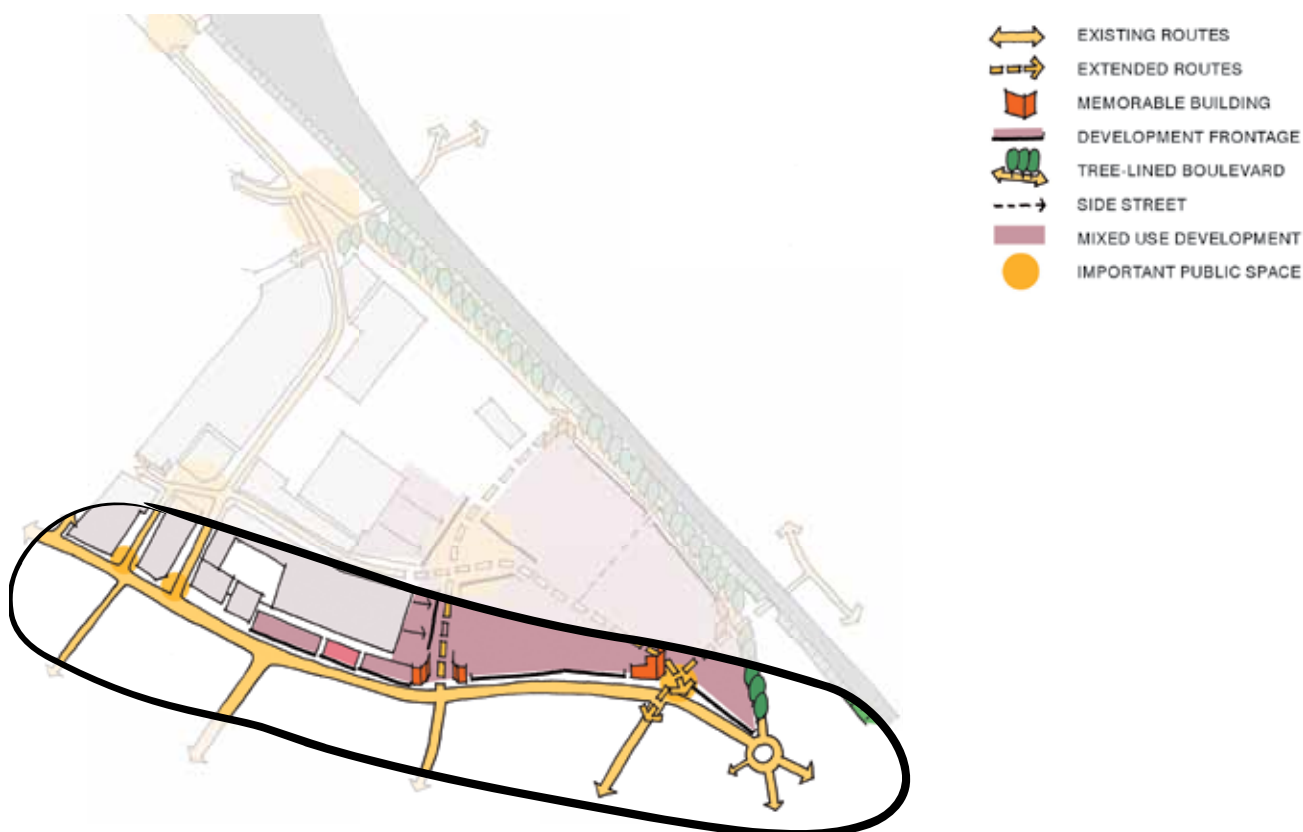 EXISTING ROUTES
EXTENDED ROUTES
MEMORABLE BUILDING
DEVELOPMENT FRONTAGE
TREE-LINED BOULEVARD
SIDE STREET
MIXED USE DEVELOPMENT
IMPORTANT PUBLIC SPACE